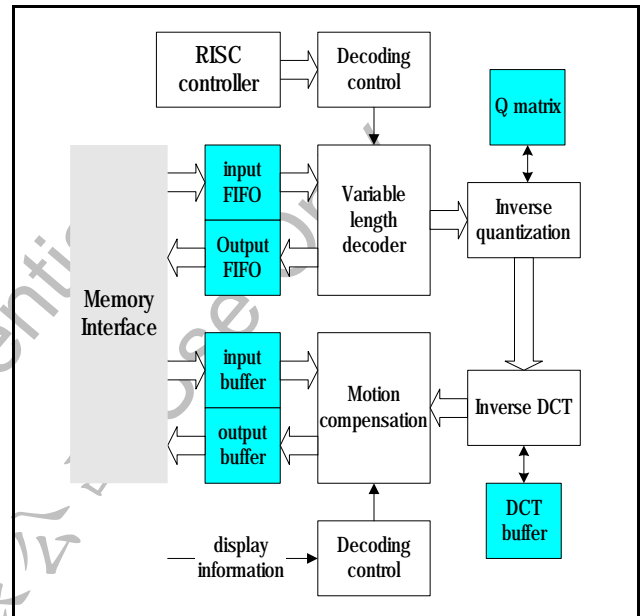 RISC
controller
Decoding
control
Q matrix
input
FIFO
Variable
length
decoder
Inverse
quantization
Output
FIFO
Memory
Interface
input
buffer
Motion
compensation
Inverse DCT
output
buffer
DCT
buffer
display
information
Decoding
control